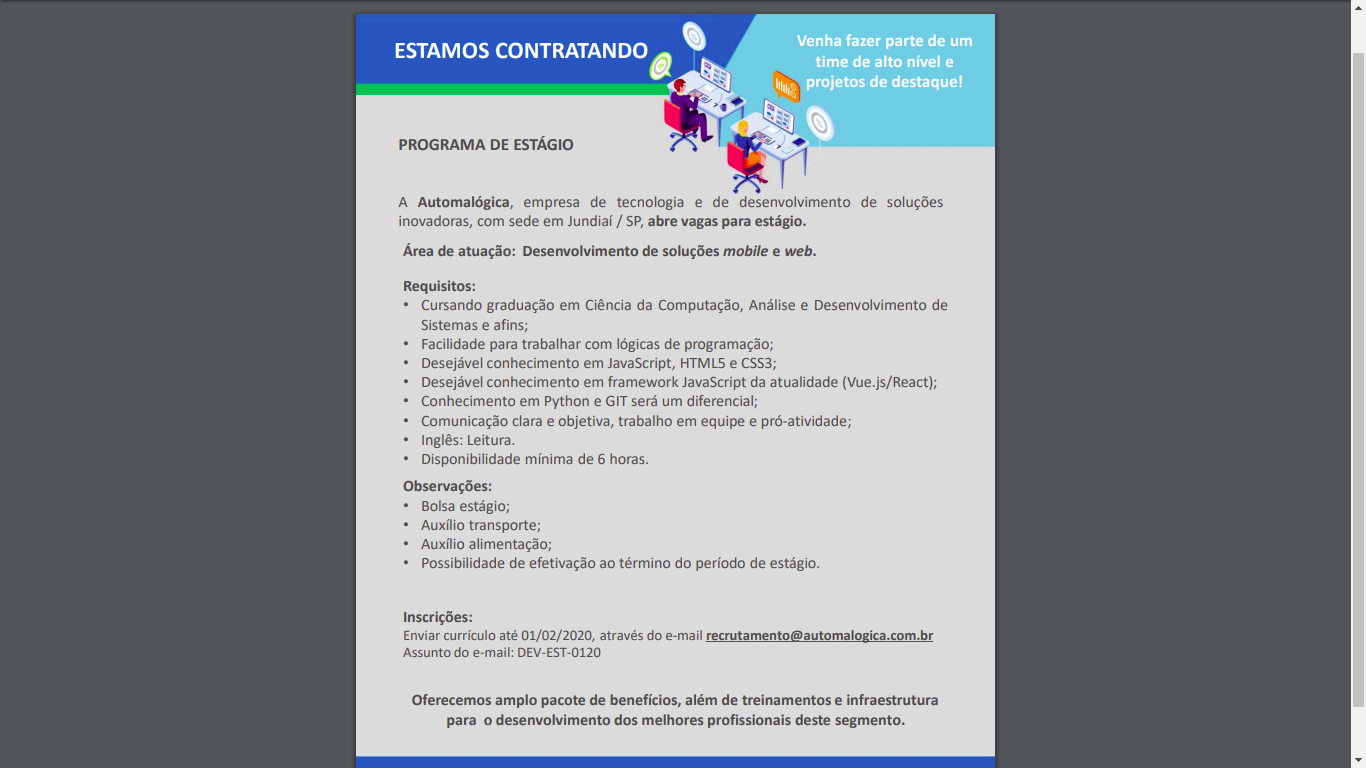 ESTAMOS CONTRATANDO
Venha fazer parte de um
time de alto nível e
projetos de destaque!
PROGRAMA DE ESTÁGIO
A Automalógica, empresa de tecnologia e de desenvolvimento de soluções
inovadoras, com sede em Jundiaí / SP, abre vagas para estágio.
Área de atuação: Desenvolvimento de soluções mobile e web.
Requisitos:
• Cursando graduação em Ciência da Computação, Análise e Desenvolvimento de
Sistemas e afins;
• Facilidade para trabalhar com lógicas de programação;
• Desejável conhecimento em JavaScript, HTML5 e CSS3;
• Desejável conhecimento em framework JavaScript da atualidade (Vue.js/React);
• Conhecimento em Python e GIT será um diferencial;
• Comunicação clara e objetiva, trabalho em equipe e pró-atividade;
• Inglês: Leitura.
• Disponibilidade mínima de 6 horas.
Observações:
• Bolsa estágio;
• Auxílio transporte;
• Auxílio alimentação;
• Possibilidade de efetivação ao término do período de estágio.
Inscrições:
Enviar currículo até 01/02/2020, através do e-mail recrutamento@automalogica.com.br
Assunto do e-mail: DEV-EST-0120
Oferecemos amplo pacote de benefícios, além de treinamentos e infraestrutura
para o desenvolvimento dos melhores profissionais deste segmento.